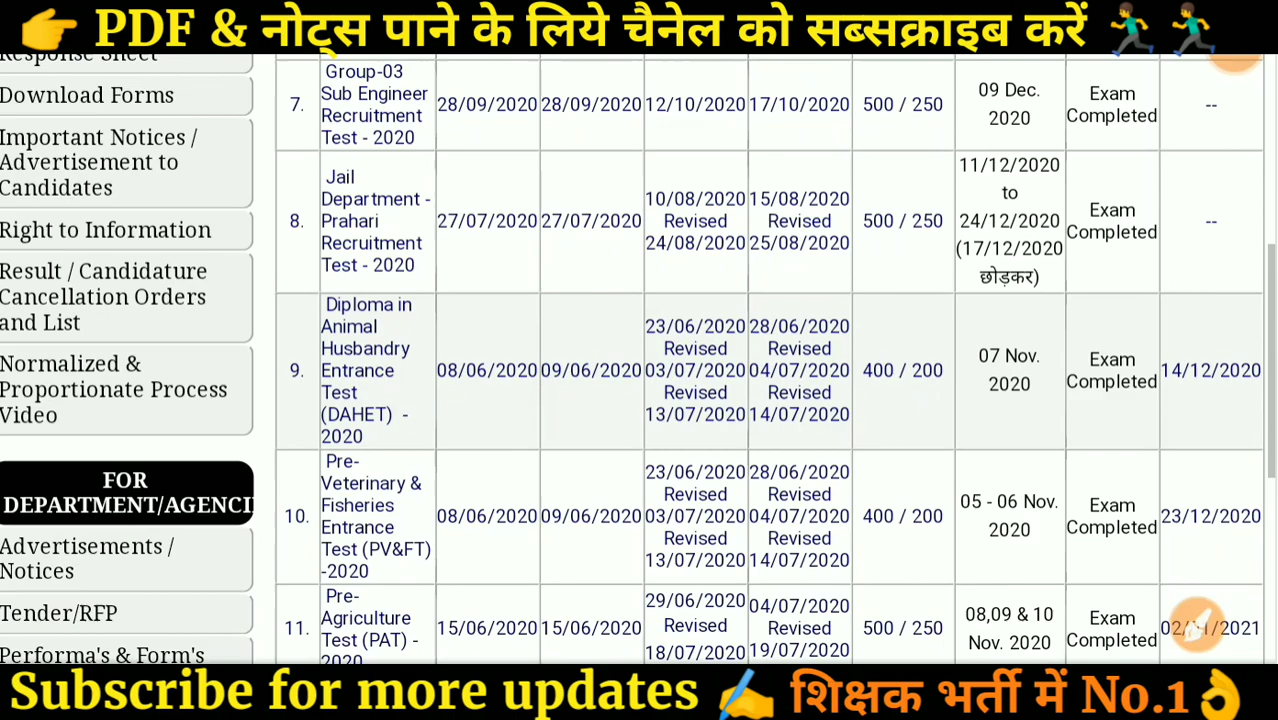 👉 PDF & नोट्स पाने के लिये चैनेल को सब्सक्राइब करें 🏃‍♂️ 🏃‍♂️
Response Sheet
Download Forms
Important Notices /
Advertisement to
Candidates
Right to Information
Result / Candidature
Cancellation Orders
and List
Normalized &
Proportionate Process
Video
FOR
DEPARTMENT/AGENCI
Advertisements /
Notices
Tender/RFP
Performa's & Form's
7.
Group-03
Sub Engineer
Recruitment
Test - 2020
28/09/2020
28/09/2020
12/10/2020
17/10/2020
500 / 250
09 Dec.
2020
Exam
Completed
--
8.
Jail
Department -
Prahari
Recruitment
Test - 2020
27/07/2020
27/07/2020
10/08/2020
Revised
24/08/2020
15/08/2020
Revised
25/08/2020
500 / 250
11/12/2020
to
24/12/2020
(17/12/2020
छोड़कर)
Exam
Completed
--
9.
Diploma in
Animal
Husbandry
Entrance
Test
(DAHET) -
2020
08/06/2020
09/06/2020
23/06/2020
Revised
03/07/2020
Revised
13/07/2020
28/06/2020
Revised
04/07/2020
Revised
14/07/2020
400 / 200
07 Nov.
2020
Exam
Completed
14/12/2020
10.
Pre-
Veterinary &
Fisheries
Entrance
Test (PV&FT)
-2020
08/06/2020
09/06/2020
23/06/2020
Revised
03/07/2020
Revised
13/07/2020
28/06/2020
Revised
04/07/2020
Revised
14/07/2020
400 / 200
05 - 06 Nov.
2020
Exam
Completed
23/12/2020
11.
Pre-
Agriculture
Test (PAT) -
2020
15/06/2020
15/06/2020
29/06/2020
Revised
18/07/2020
04/07/2020
Revised
19/07/2020
500 / 250
08,09 & 10
Nov. 2020
Exam
Completed
Subscribe for more updates ✍ शिक्षक भर्ती में No.1👌